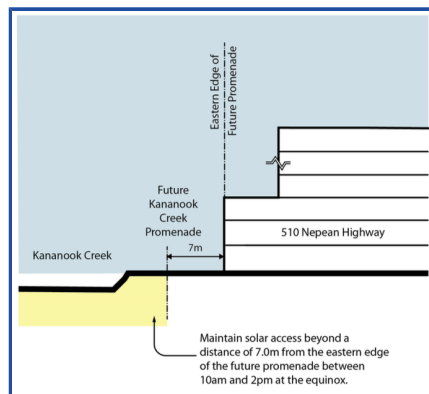 Eastern Edge of
Future Promenade
Future
Kananook
Creek
Promenade
7m
Kananook Creek
510 Nepean Highway
Maintain solar access beyond a
distance of 7.0m from the eastern edge
of the future promenade between
10am and 2pm at the equinox.